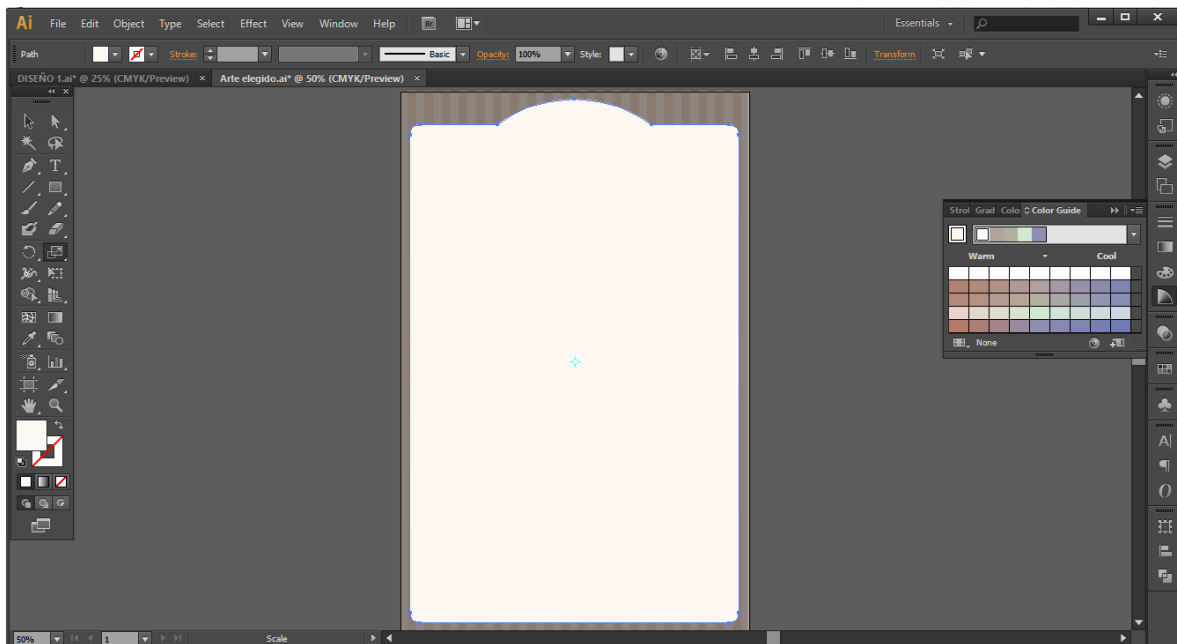 Ai File Edit Object Type Select Effect View Window Help Br Essentials
Path Stroke: Basic Opacity: 100% Style: Transform
DISEÑO 1.ai* @ 25% (CMYK/Preview) × Arte elegido.ai* @ 50% (CMYK/Preview) ×
Strol Grad Colo Color Guide
Warm Cool
None
50% 1 Scale